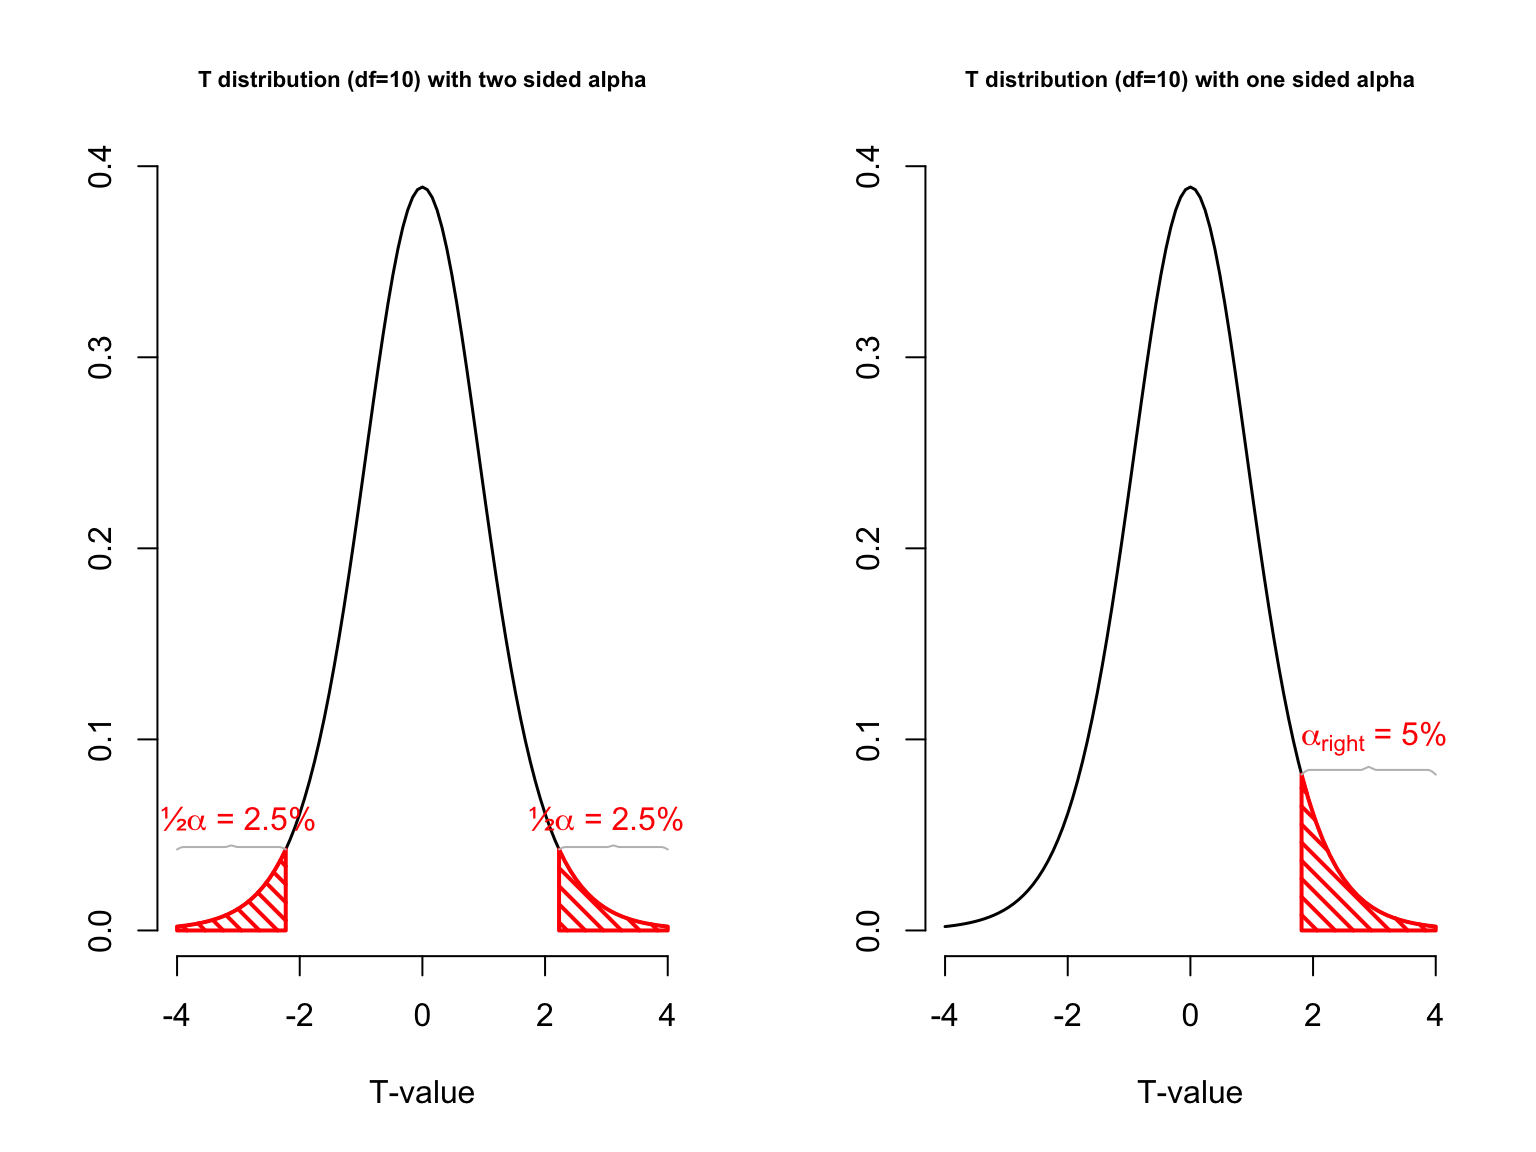 T distribution (df=10) with two sided alpha
0.4
0.3
0.2
0.1
0.0
½α = 2.5%
½α = 2.5%
-4 -2 0 2 4
T-value
T distribution (df=10) with one sided alpha
0.4
0.3
0.2
0.1
0.0
αright = 5%
-4 -2 0 2 4
T-value